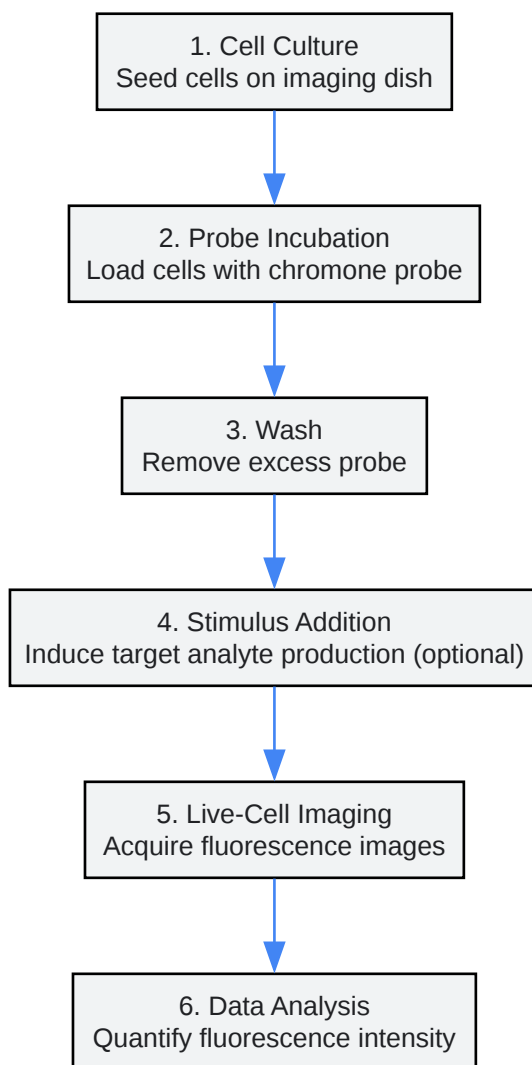 1. Cell Culture
Seed cells on imaging dish
2. Probe Incubation
Load cells with chromone probe
3. Wash
Remove excess probe
4. Stimulus Addition
Induce target analyte production (optional)
5. Live-Cell Imaging
Acquire fluorescence images
6. Data Analysis
Quantify fluorescence intensity